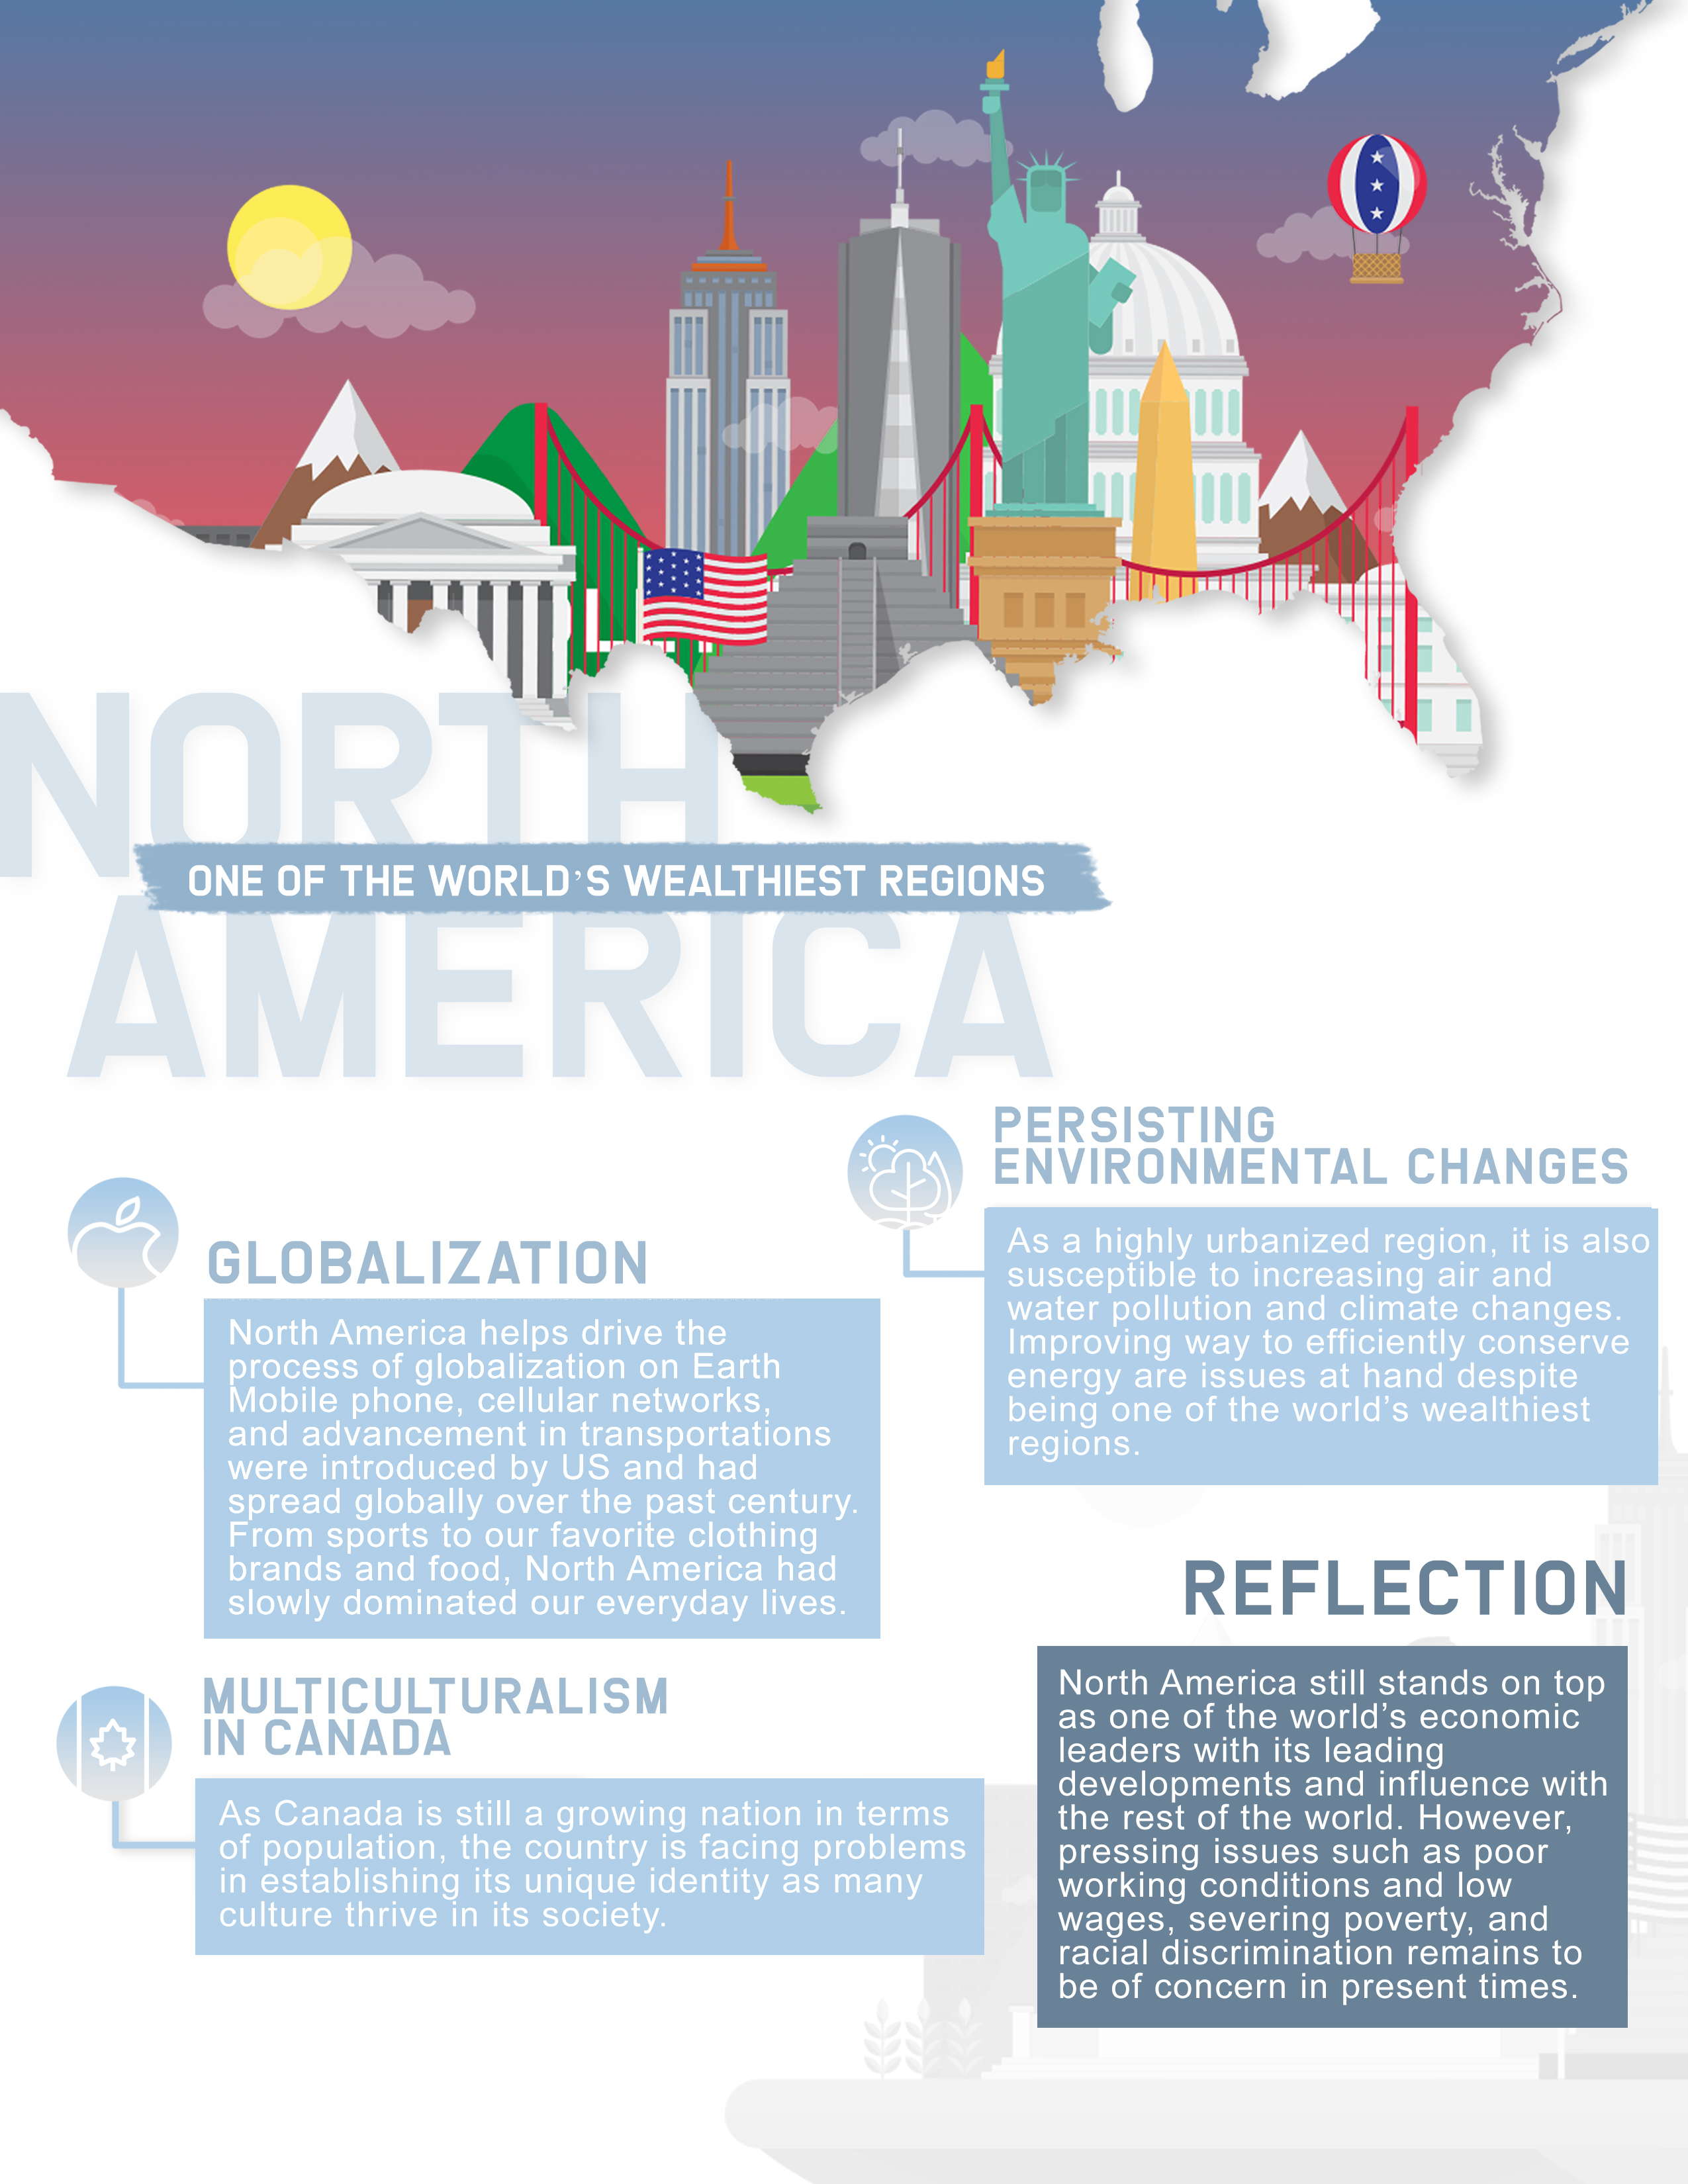 NORTH
ONE OF THE WORLD'S WEALTHIEST REGIONS
AMERICA
GLOBALIZATION
North America helps drive the
process of globalization on Earth
Mobile phone, cellular networks,
and advancement in transportations
were introduced by US and had
spread globally over the past century.
From sports to our favorite clothing
brands and food, North America had
slowly dominated our everyday lives.
MULTICULTURALISM
IN CANADA
As Canada is still a growing nation in terms
of population, the country is facing problems
in establishing its unique identity as many
culture thrive in its society.
PERSISTING
ENVIRONMENTAL CHANGES
As a highly urbanized region, it is also
susceptible to increasing air and
water pollution and climate changes.
Improving way to efficiently conserve
energy are issues at hand despite
being one of the world's wealthiest
regions.
REFLECTION
North America still stands on top
as one of the world's economic
leaders with its leading
developments and influence with
the rest of the world. However,
pressing issues such as poor
working conditions and low
wages, severing poverty, and
racial discrimination remains to
be of concern in present times.